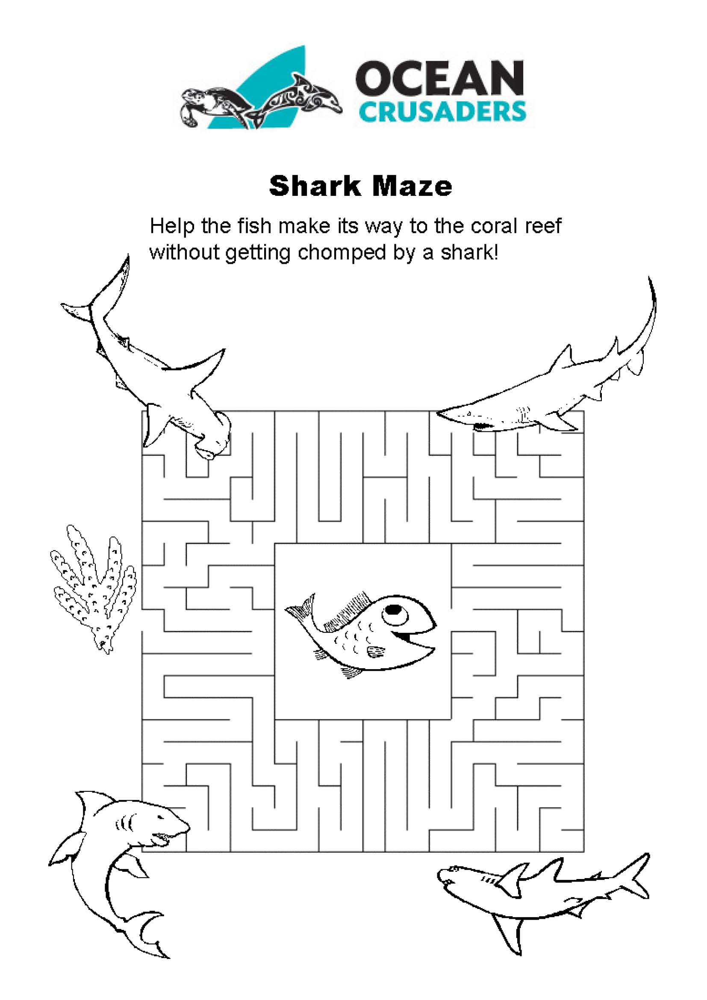 OCEAN
CRUSADERS
Shark Maze
Help the fish make its way to the coral reef
without getting chomped by a shark!